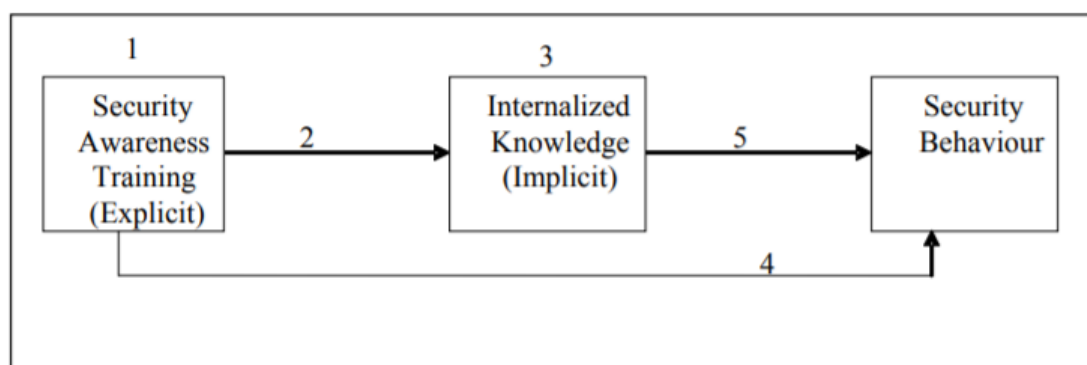 1
Security
Awareness
Training
(Explicit)
2
3
Internalized
Knowledge
(Implicit)
5
Security
Behaviour
4